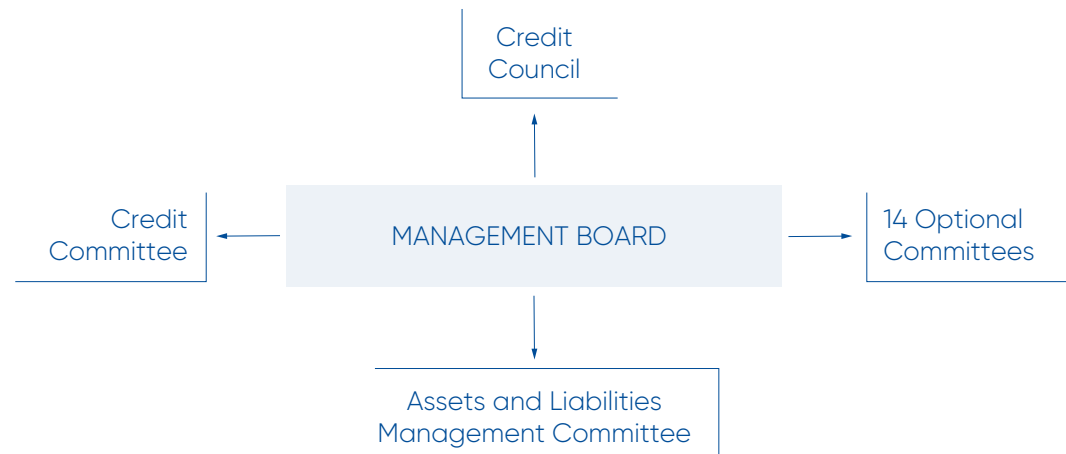 Credit
Council
Credit
Committee
MANAGEMENT BOARD
14 Optional
Committees
Assets and Liabilities
Management Committee